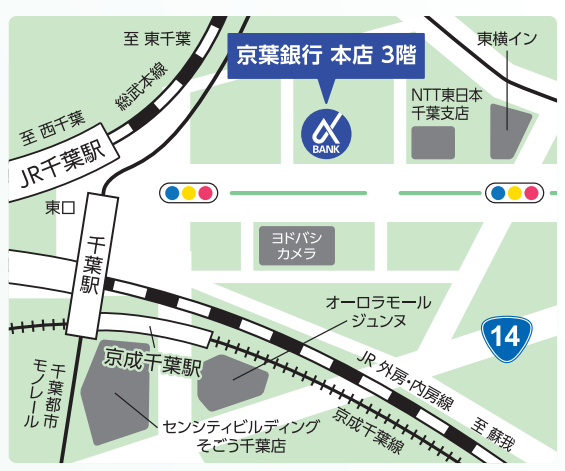 至 東千葉
京葉銀行 本店 3階
東横イン
総武本線
NTT東日本
千葉支店
至 西千葉
BANK
JR千葉駅
東口
千葉駅
ヨドバシ
カメラ
オーロラモール
ジュンヌ
14
京成千葉駅
JR 外房・内房線
千葉都市
モノレール
京成千葉線
至 蘇我
センシティビルディング
そごう千葉店